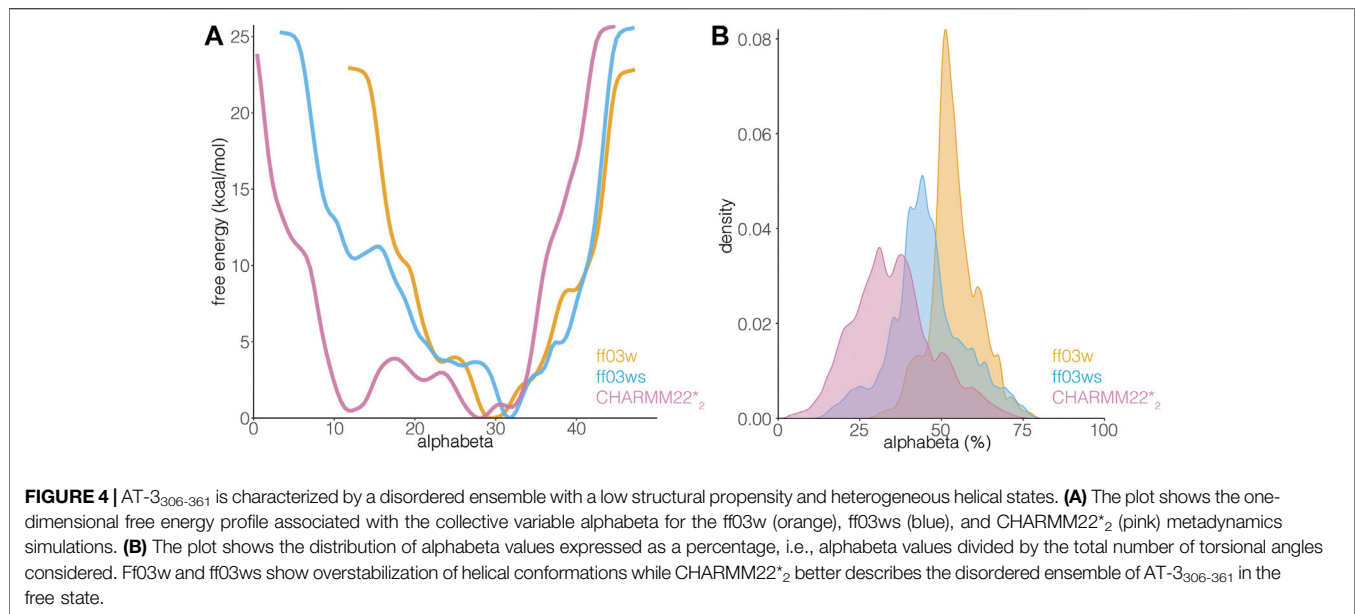 A
25
20
15
10
5
0
free energy (kcal/mol)
0 10 20 30 40
alphabeta
ff03w
ff03ws
CHARMM22*₂
B
0.08
0.06
0.04
0.02
0.00
density
0 25 50 75 100
alphabeta (%)
ff03w
ff03ws
CHARMM22*₂
FIGURE 4 | AT-3₃₀₆₋₃₆₁ is characterized by a disordered ensemble with a low structural propensity and heterogeneous helical states. (A) The plot shows the one-
dimensional free energy profile associated with the collective variable alphabeta for the ff03w (orange), ff03ws (blue), and CHARMM22*₂ (pink) metadynamics
simulations. (B) The plot shows the distribution of alphabeta values expressed as a percentage, i.e., alphabeta values divided by the total number of torsional angles
considered. Ff03w and ff03ws show overstabilization of helical conformations while CHARMM22*₂ better describes the disordered ensemble of AT-3₃₀₆₋₃₆₁ in the
free state.